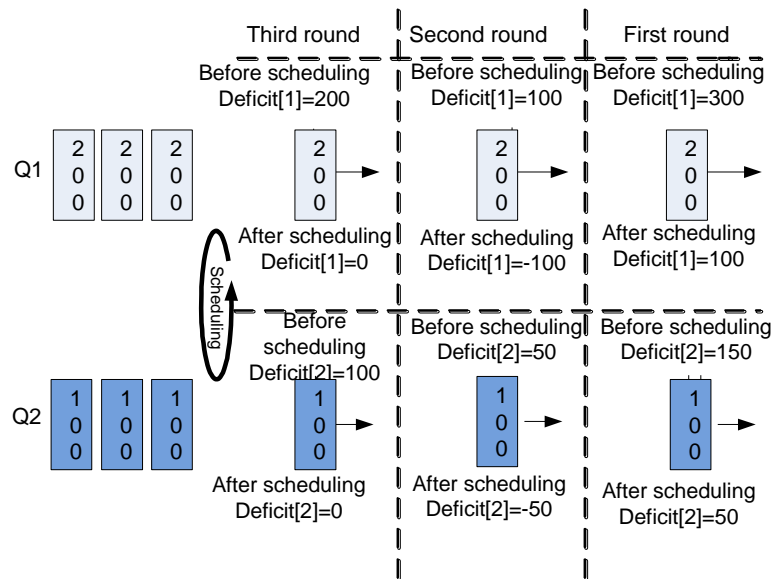 Third round Second round First round
Before scheduling Before scheduling Before scheduling
Deficit[1]=200 Deficit[1]=100 Deficit[1]=300
Q1
2 2 2 2 2 2
0 0 0 0 0 0
0 0 0 0 0 0
After scheduling After scheduling After scheduling
Deficit[1]=0 Deficit[1]=-100 Deficit[1]=100
Scheduling
Before scheduling Before scheduling Before scheduling
Deficit[2]=100 Deficit[2]=50 Deficit[2]=150
Q2
1 1 1 1 1 1
0 0 0 0 0 0
0 0 0 0 0 0
After scheduling After scheduling After scheduling
Deficit[2]=0 Deficit[2]=-50 Deficit[2]=50